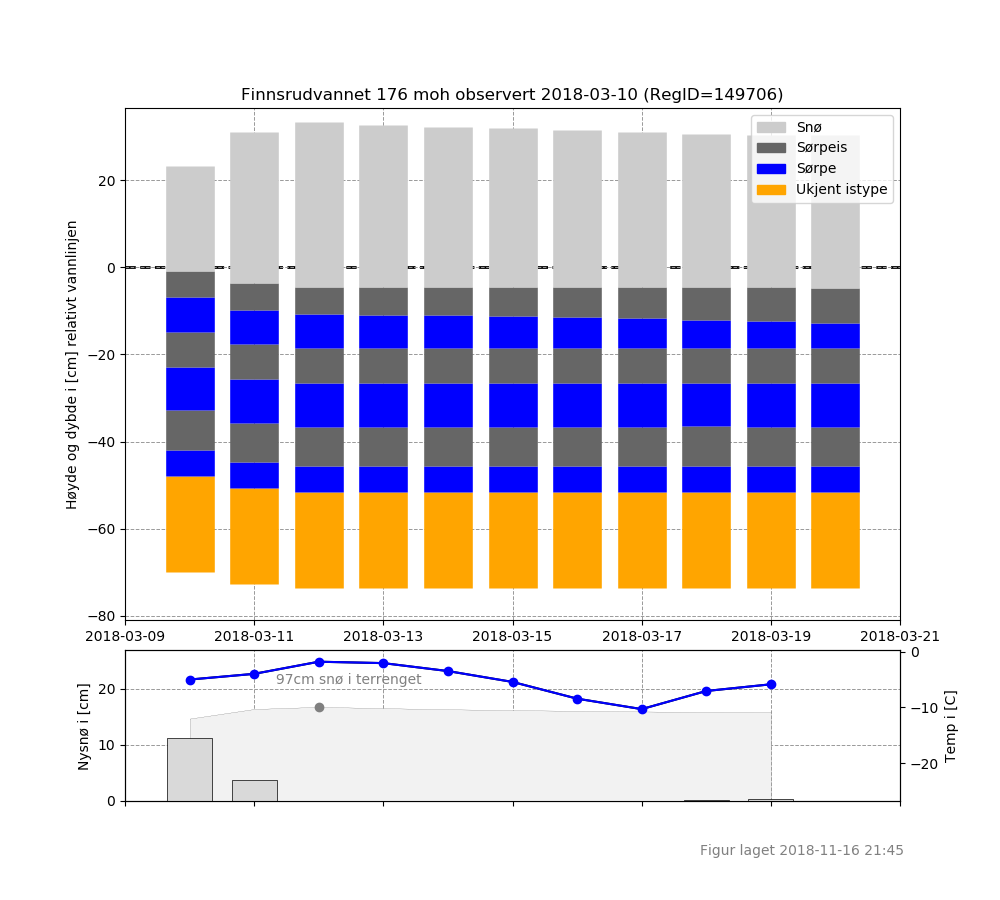 Finnsrudvannet 176 moh observert 2018-03-10 (RegID=149706)
Snø
Sørpeis
Sørpe
Ukjent istype
Høyde og dybde i [cm] relativt vannlinjen
20
0
−20
−40
−60
−80
2018-03-09 2018-03-11 2018-03-13 2018-03-15 2018-03-17 2018-03-19 2018-03-21
97cm snø i terrenget
Nysnø i [cm]
20
10
0
Temp i [C]
0
−10
−20
Figur laget 2018-11-16 21:45